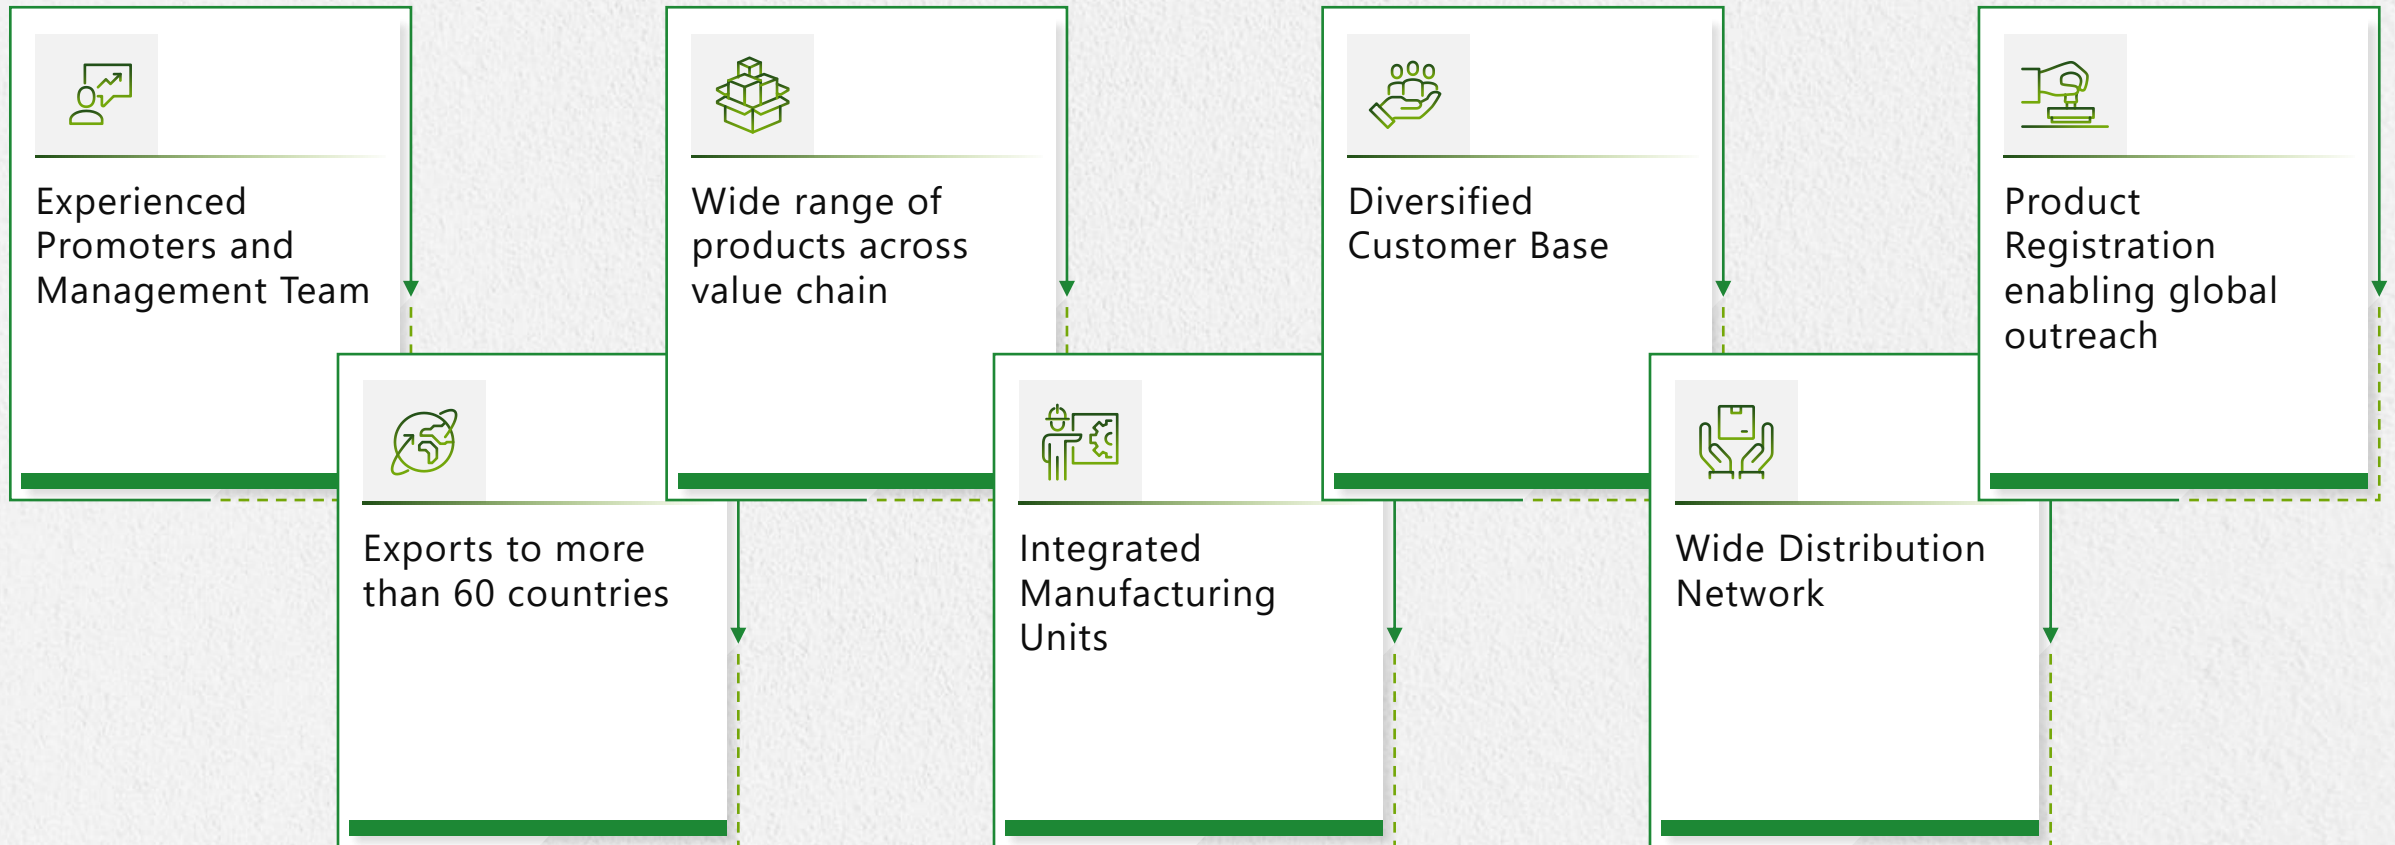 Experienced
Promoters and
Management Team
Exports to more
than 60 countries
Wide range of
products across
value chain
Integrated
Manufacturing
Units
Diversified
Customer Base
Wide Distribution
Network
Product
Registration
enabling global
outreach